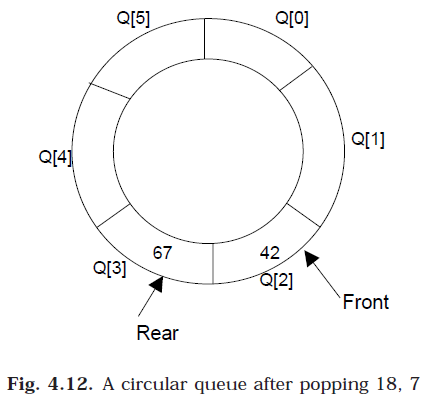 Q[5]
Q[0]
Q[1]
Q[4]
67
42
Q[3]
Q[2]
Front
Rear
Fig. 4.12. A circular queue after popping 18, 7